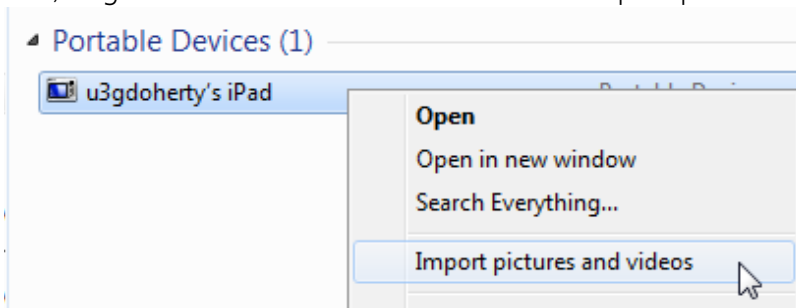 Portable Devices (1)
u3gdoherty's iPad
Open
Open in new window
Search Everything...
Import pictures and videos